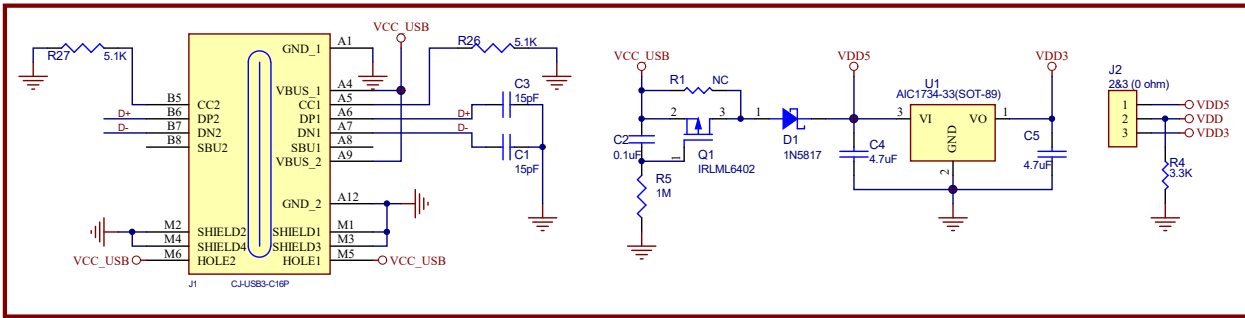 VCC_USB
R27
5.1K
GND_1
A1
R26
5.1K
VBUS_1
A4
B5
CC2
CC1
A5
C3
15pF
D+
B6
DP2
DP1
A6
D+
D-
B7
DN2
DN1
A7
D-
B8
SBU2
SBU1
A8
VBUS_2
A9
C1
15pF
GND_2
A12
M2
SHIELD2
SHIELD1
M1
M4
SHIELD4
SHIELD3
M3
VCC_USB
M6
HOLE2
HOLE1
M5
VCC_USB
J1
CJ-USB3-C16P
VCC_USB
R1
NC
2
3
1
C2
0.1uF
1
Q1
IRLML6402
R5
1M
D1
1N5817
VDD5
C4
4.7uF
U1
AIC1734-33(SOT-89)
3
VI
VO
1
GND
2
VDD3
C5
4.7uF
J2
2&3 (0 ohm)
1
VDD5
2
VDD
3
VDD3
R4
3.3K